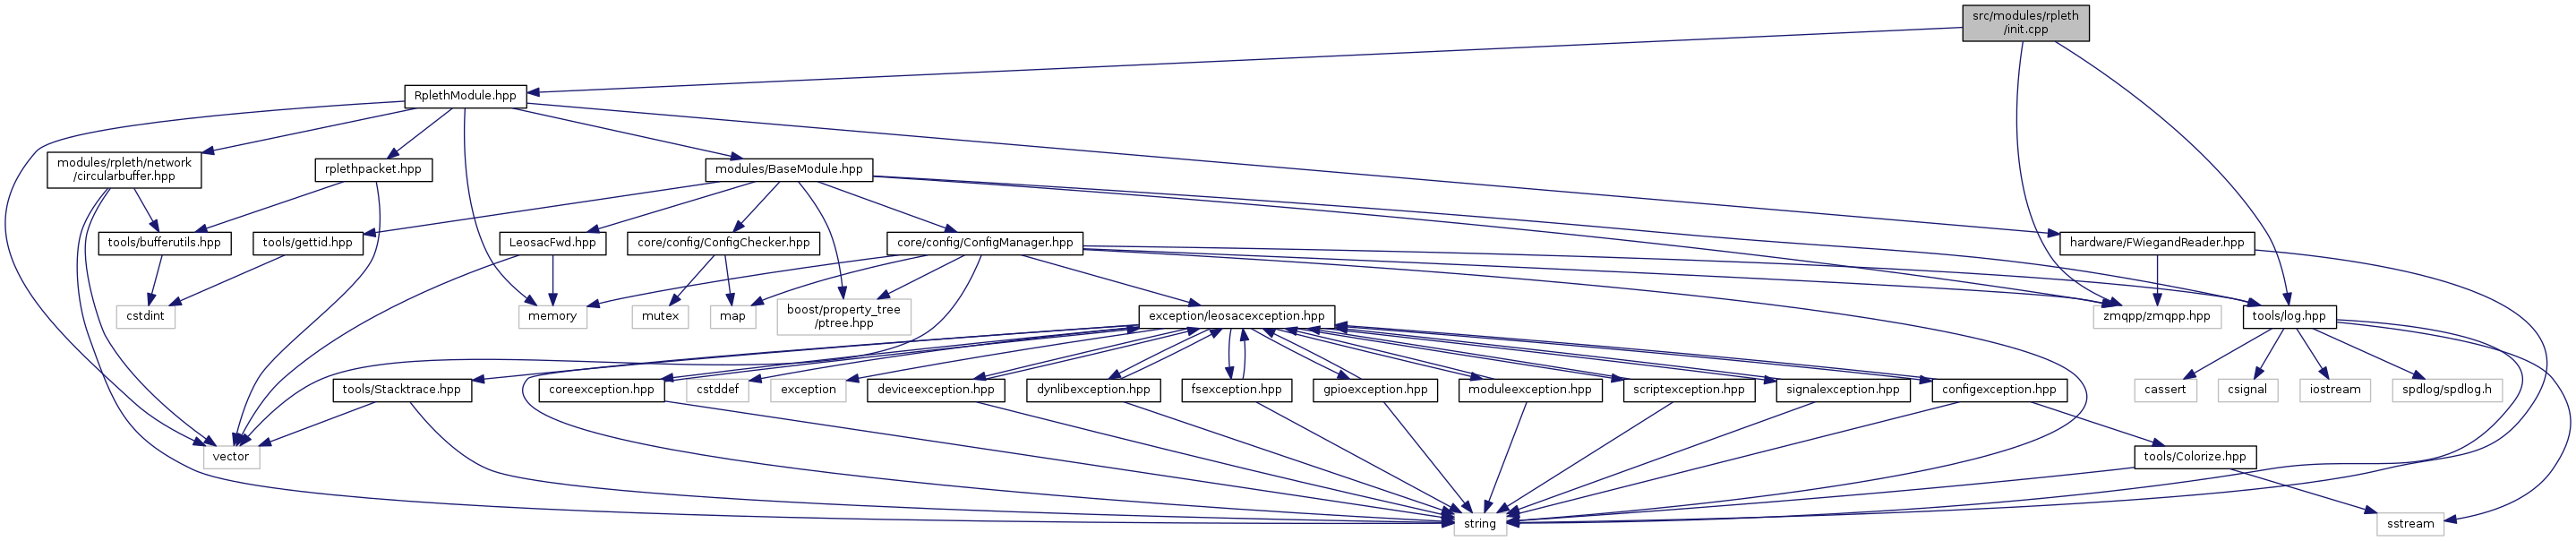 src/modules/rpleth
/init.cpp
RplethModule.hpp
modules/rpleth/network
/circularbuffer.hpp
rplethpacket.hpp
modules/BaseModule.hpp
tools/bufferutils.hpp
tools/gettid.hpp
LeosacFwd.hpp
core/config/ConfigChecker.hpp
core/config/ConfigManager.hpp
hardware/FWiegandReader.hpp
cstdint
memory
mutex
map
boost/property_tree
/ptree.hpp
exception/leosacexception.hpp
zmqpp/zmqpp.hpp
tools/log.hpp
tools/Stacktrace.hpp
coreexception.hpp
cstddef
exception
deviceexception.hpp
dynlibexception.hpp
fsexception.hpp
gpioexception.hpp
moduleexception.hpp
scriptexception.hpp
signalexception.hpp
configexception.hpp
cassert
csignal
iostream
spdlog/spdlog.h
vector
tools/Colorize.hpp
string
sstream